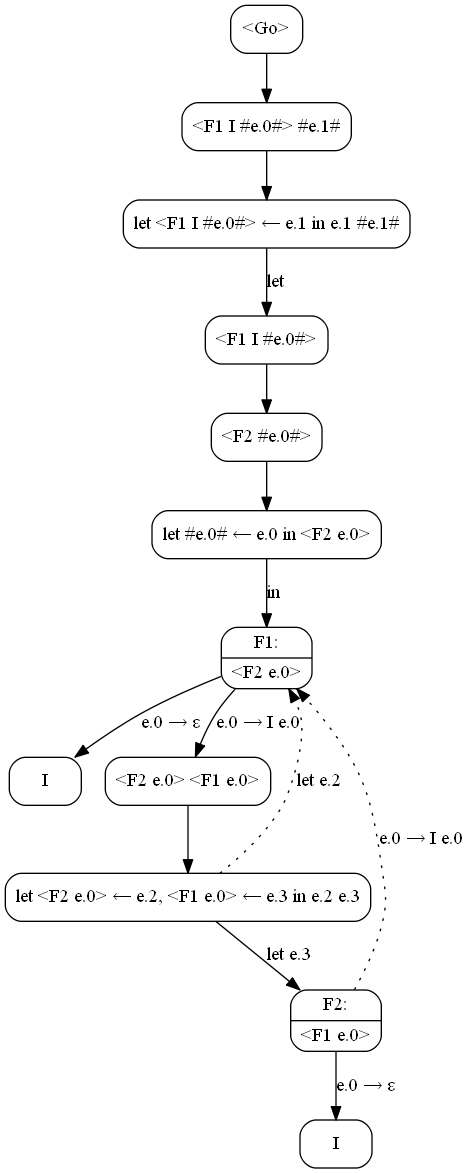 <Go>
<F1 I #e.0#> #e.1#
let <F1 I #e.0#> ← e.1 in e.1 #e.1#
let
<F1 I #e.0#>
<F2 #e.0#>
let #e.0# ← e.0 in <F2 e.0>
in
F1:
<F2 e.0>
e.0 → ε
e.0 → I e.0
I
<F2 e.0> <F1 e.0>
let e.2
e.0 → I e.0
let <F2 e.0> ← e.2, <F1 e.0> ← e.3 in e.2 e.3
let e.3
F2:
<F1 e.0>
e.0 → ε
I